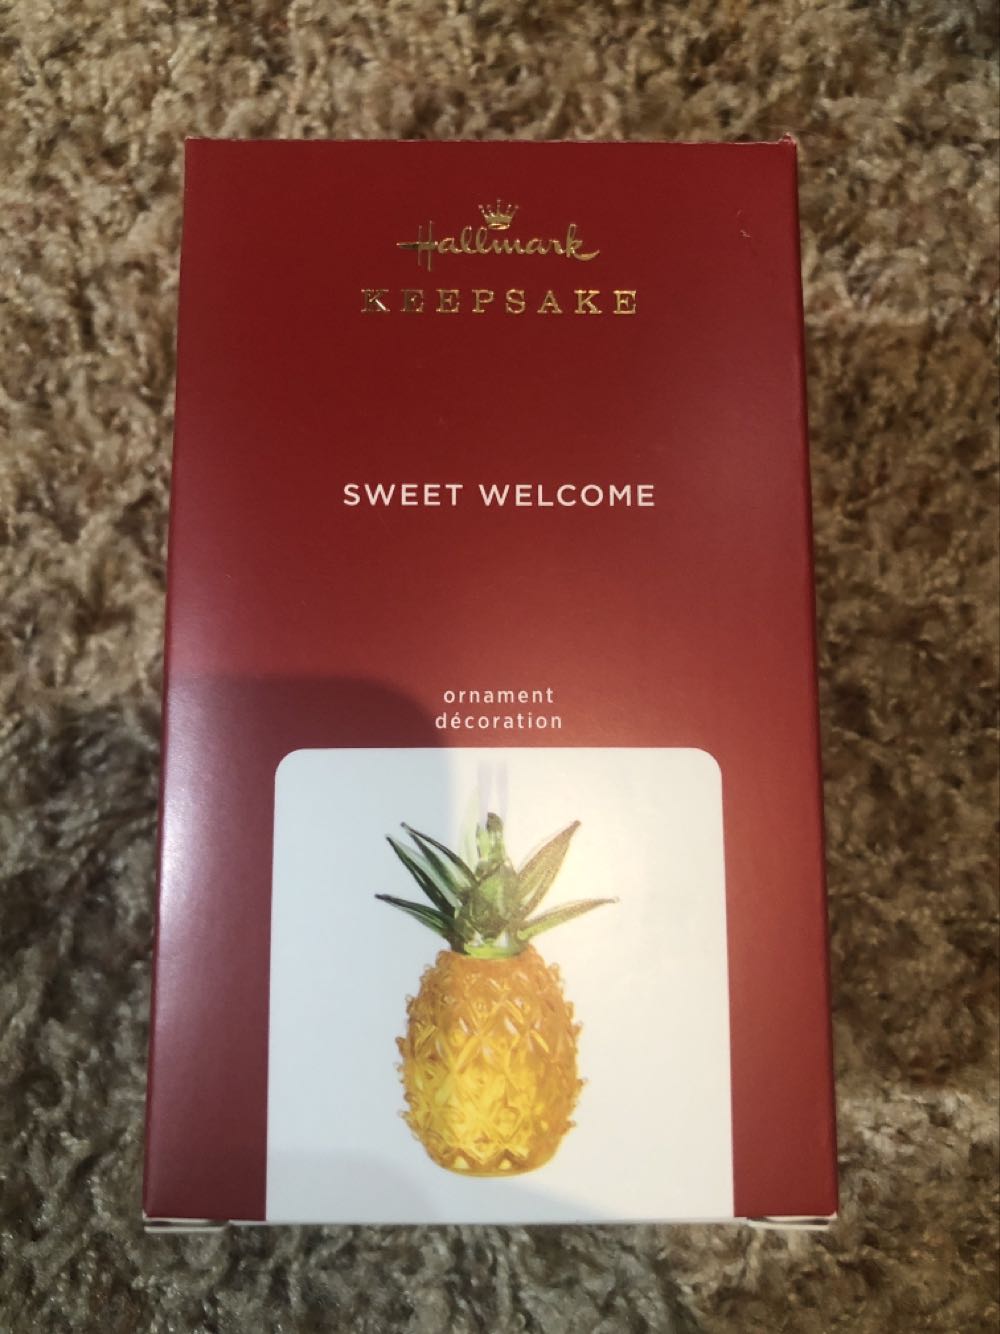 Hallmark
KEEPSAKE
SWEET WELCOME
ornament
décoration